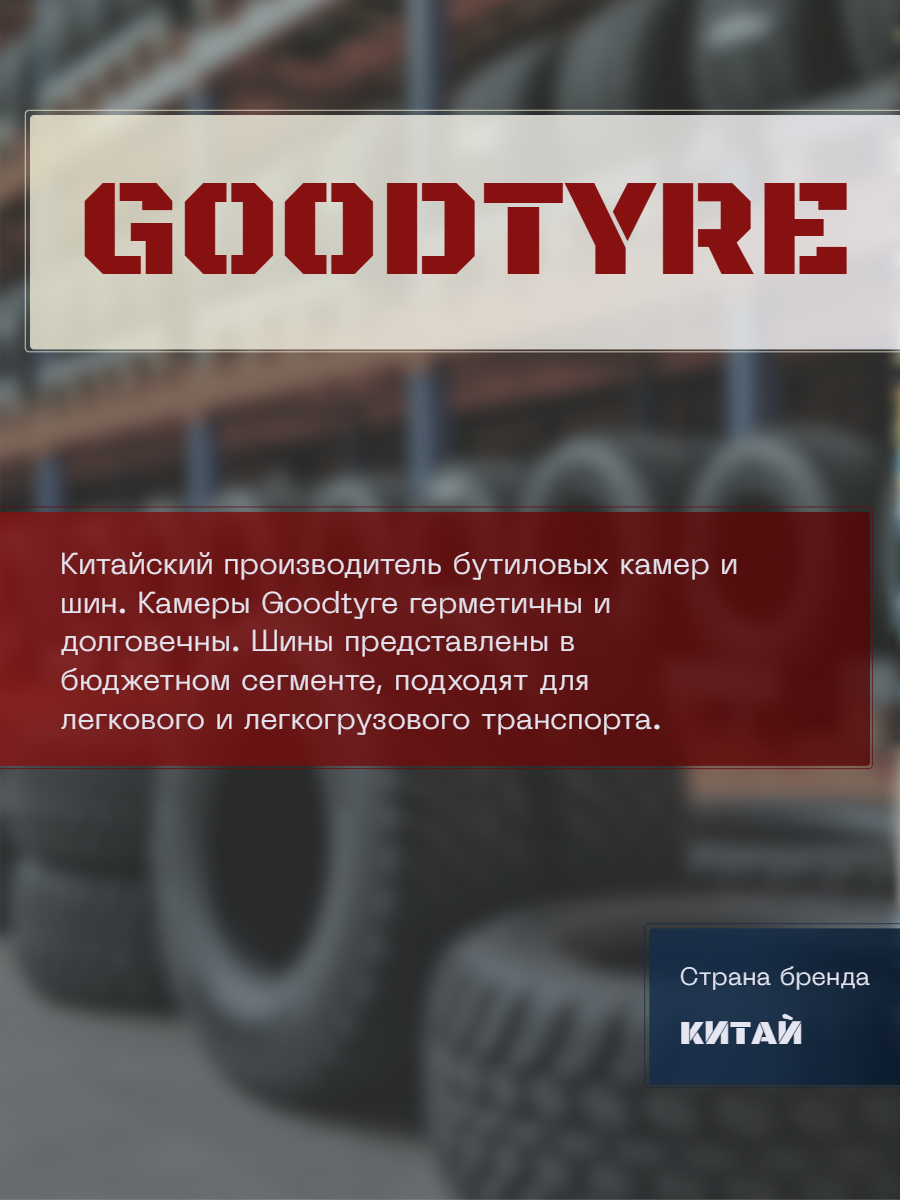 GOODTYRE
Китайский производитель бутиловых камер и
шин. Камеры Goodtyre герметичны и
долговечны. Шины представлены в
бюджетном сегменте, подходят для
легкового и легкогрузового транспорта.
Страна бренда
КИТАЙ